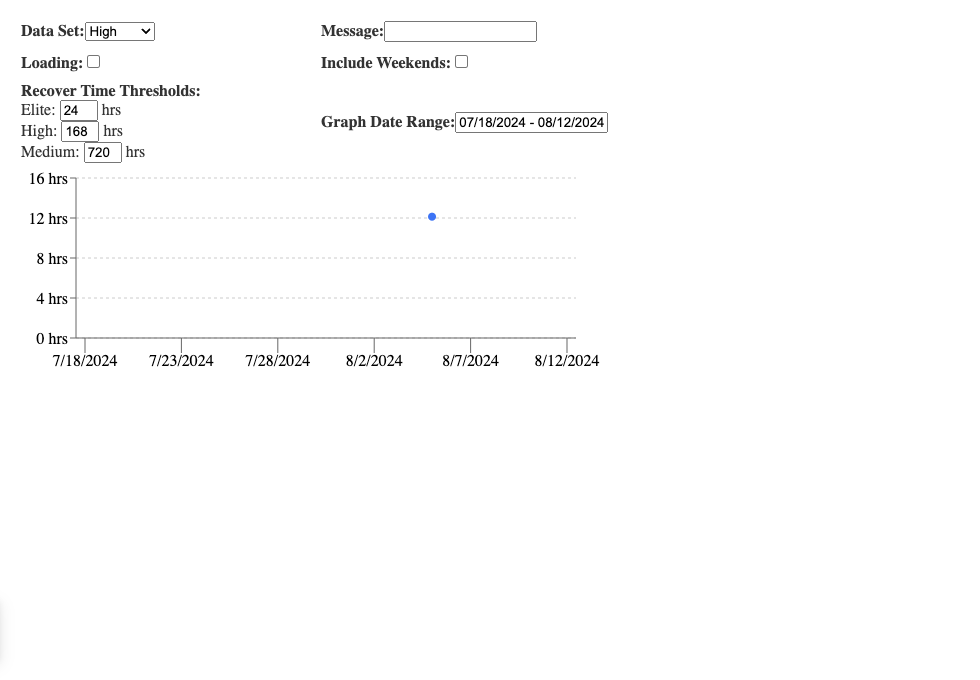 Data Set: High
Message:
Loading:
Include Weekends:
Recover Time Thresholds:
Elite: 24 hrs
High: 168 hrs
Medium: 720 hrs
Graph Date Range: 07/18/2024 - 08/12/2024
16 hrs
12 hrs
8 hrs
4 hrs
0 hrs
7/18/2024 7/23/2024 7/28/2024 8/2/2024 8/7/2024 8/12/2024